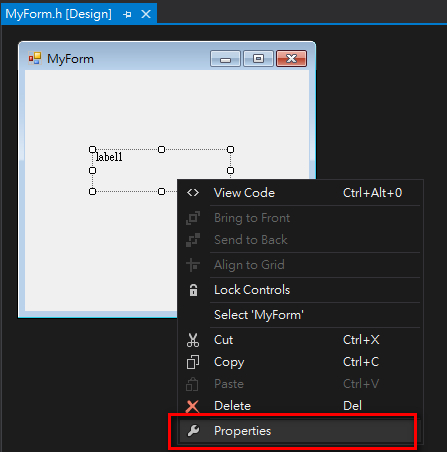 MyForm.h [Design]
MyForm
label1
View Code Ctrl+Alt+0
Bring to Front
Send to Back
Align to Grid
Lock Controls
Select 'MyForm'
Cut Ctrl+X
Copy Ctrl+C
Paste Ctrl+V
Delete Del
Properties